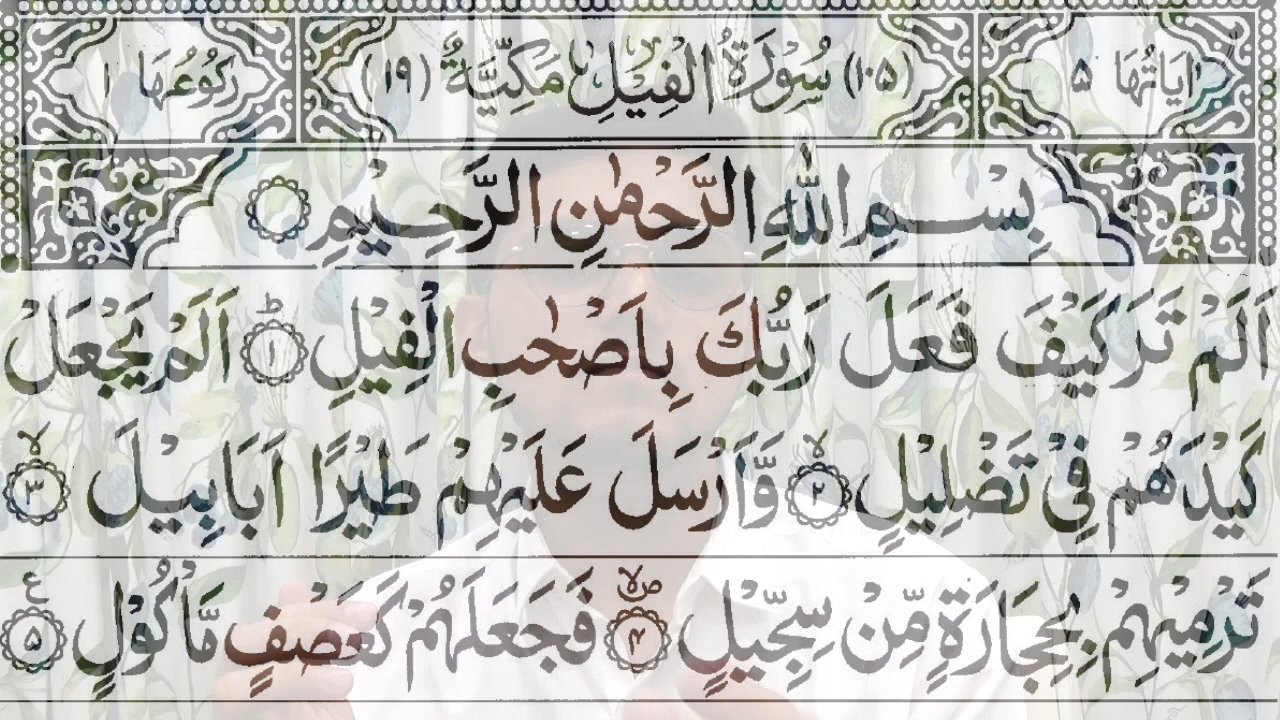 اٰيَاتُهَا ٥ (١٠٥) سُوْرَةُ الْفِيْلِ مَكِّيَّةٌ (١٩) رُكُوْعُهَا ١
بِسْمِ اللّٰهِ الرَّحْمٰنِ الرَّحِيْمِ
اَلَمْ تَرَ كَيْفَ فَعَلَ رَبُّكَ بِاَصْحٰبِ الْفِيْلِ ؕ ١ اَلَمْ يَجْعَلْ
كَيْدَهُمْ فِيْ تَضْلِيْلٍ ۙ ٢ وَّاَرْسَلَ عَلَيْهِمْ طَيْرًا اَبَابِيْلَ ۙ ٣
تَرْمِيْهِمْ بِحِجَارَةٍ مِّنْ سِجِّيْلٍ ۪ۙ ٤ فَجَعَلَهُمْ كَعَصْفٍ مَّاْكُوْلٍ ع ٥